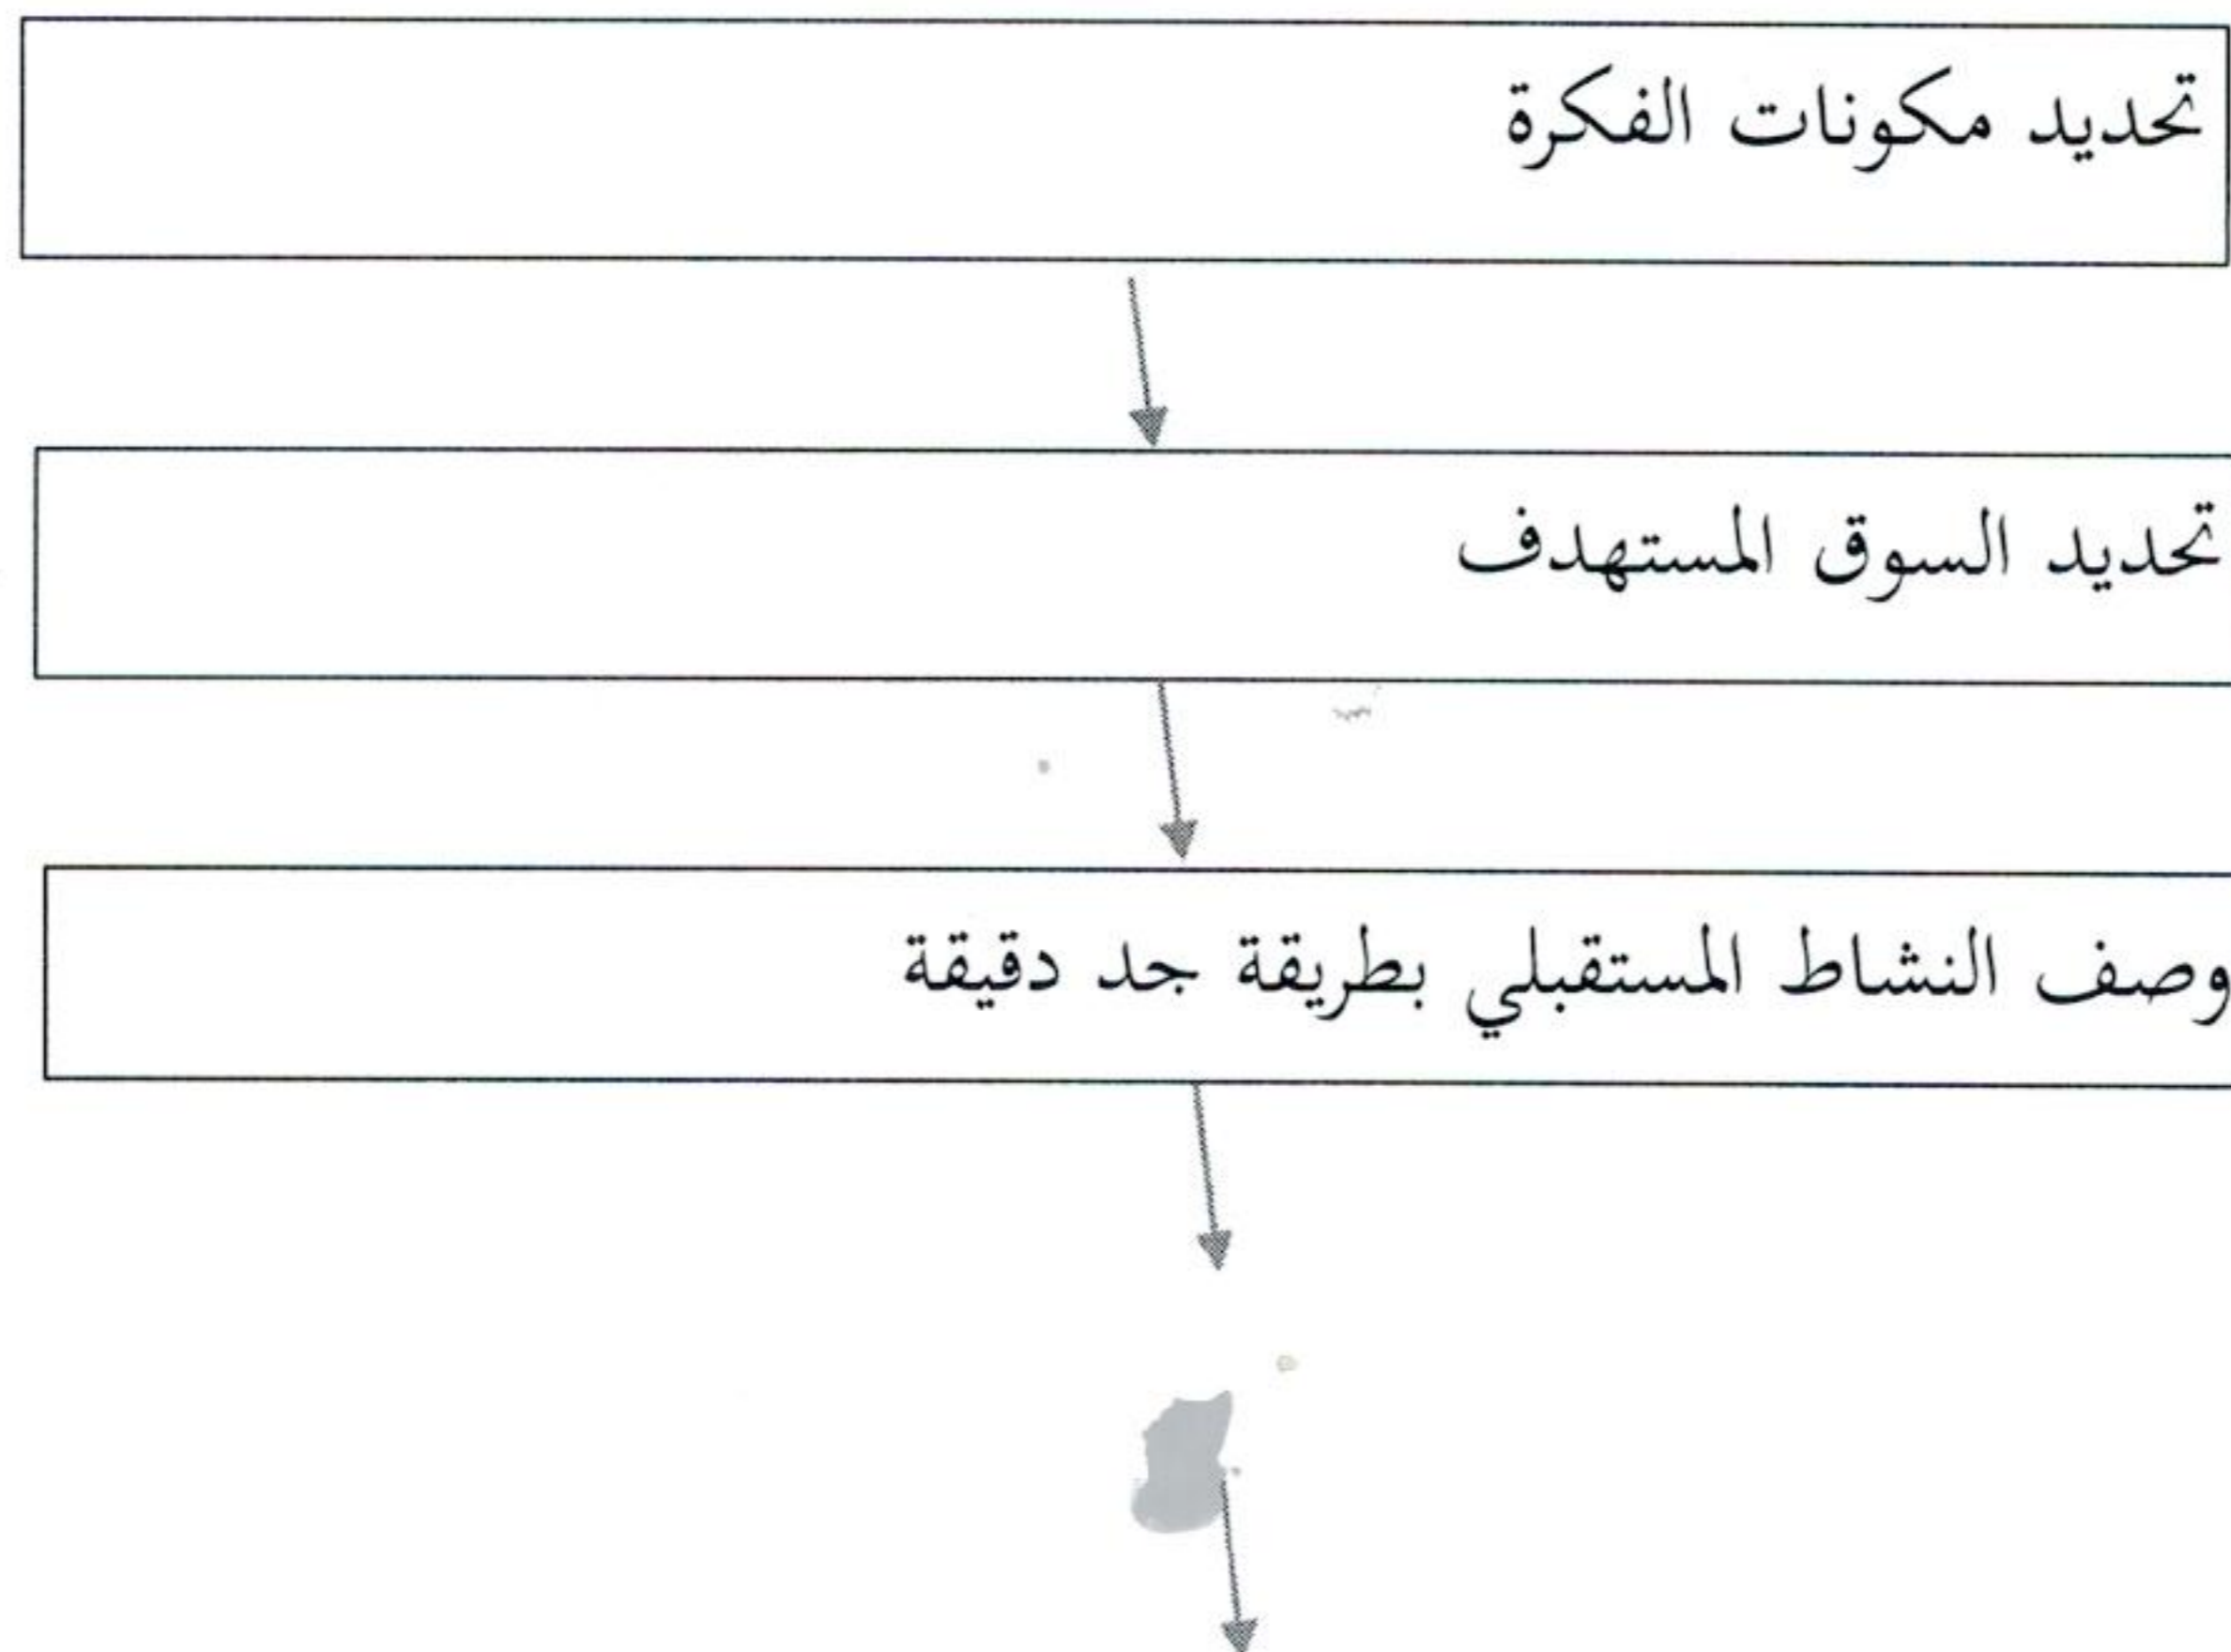 تحديد مكونات الفكرة
تحديد السوق المستهدف
وصف النشاط المستقبلي بطريقة جد دقيقة